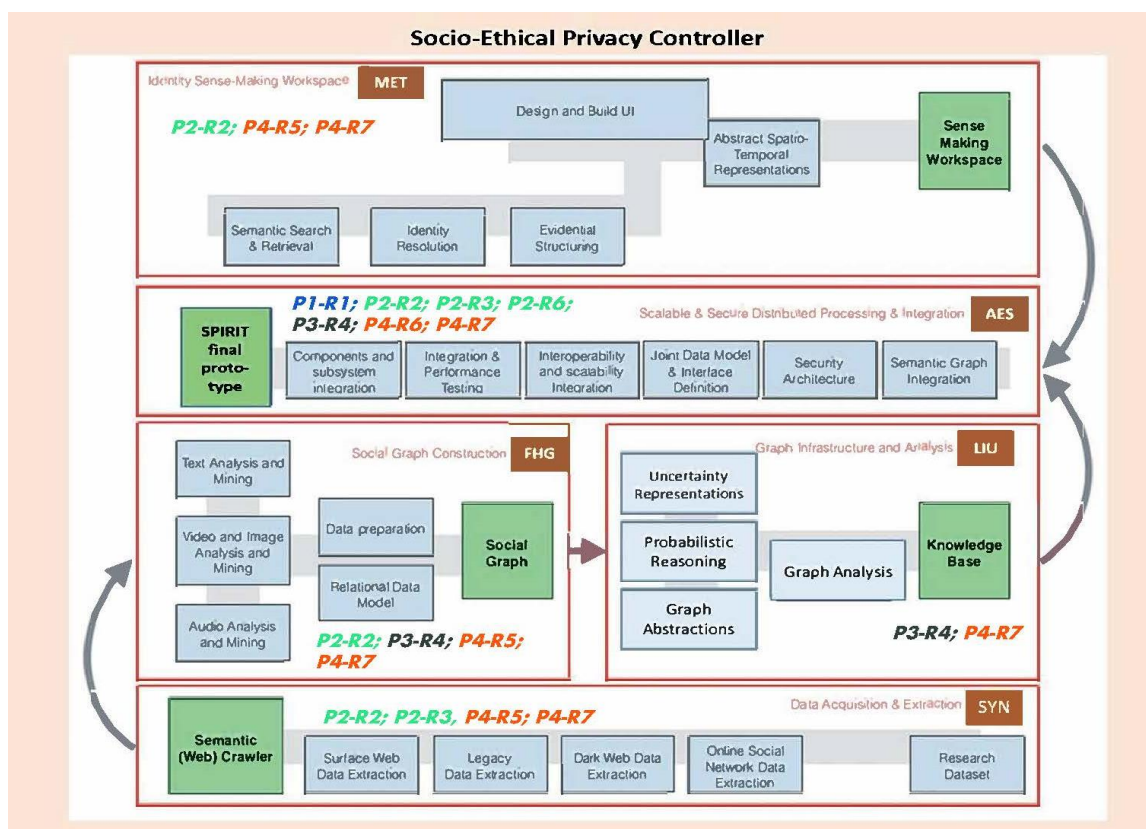 Socio-Ethical Privacy Controller
Identity Sense-Making Workspace
MET
P2-R2; P4-R5; P4-R7
Design and Build UI
Abstract Spatio-
Temporal
Representations
Sense
Making
Workspace
Semantic Search
& Retrieval
Identity
Resolution
Evidential
Structuring
P1-R1; P2-R2; P2-R3; P2-R6;
P3-R4; P4-R6; P4-R7
Scalable & Secure Distributed Processing & Integration
AES
SPIRIT
final
proto-
type
Components and
subsystem
integration
Integration &
Performance
Testing
Interoperability
and scalability
Integration
Joint Data Model
& Interface
Definition
Security
Architecture
Semantic Graph
Integration
Social Graph Construction
FHG
Text Analysis and
Mining
Video and Image
Analysis and
Mining
Audio Analysis
and Mining
Data preparation
Relational Data
Model
Social
Graph
P2-R2; P3-R4; P4-R5;
P4-R7
Graph Infrastructure and Analysis
LIU
Uncertainty
Representations
Probabilistic
Reasoning
Graph
Abstractions
Graph Analysis
Knowledge
Base
P3-R4; P4-R7
P2-R2; P2-R3, P4-R5; P4-R7
Data Acquisition & Extraction
SYN
Semantic
(Web) Crawler
Surface Web
Data Extraction
Legacy
Data Extraction
Dark Web Data
Extraction
Online Social
Network Data
Extraction
Research
Dataset